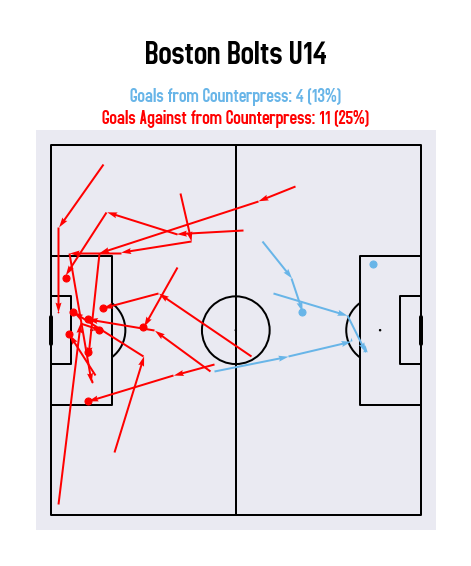 Boston Bolts U14
Goals from Counterpress: 4 (13%)
Goals Against from Counterpress: 11 (25%)